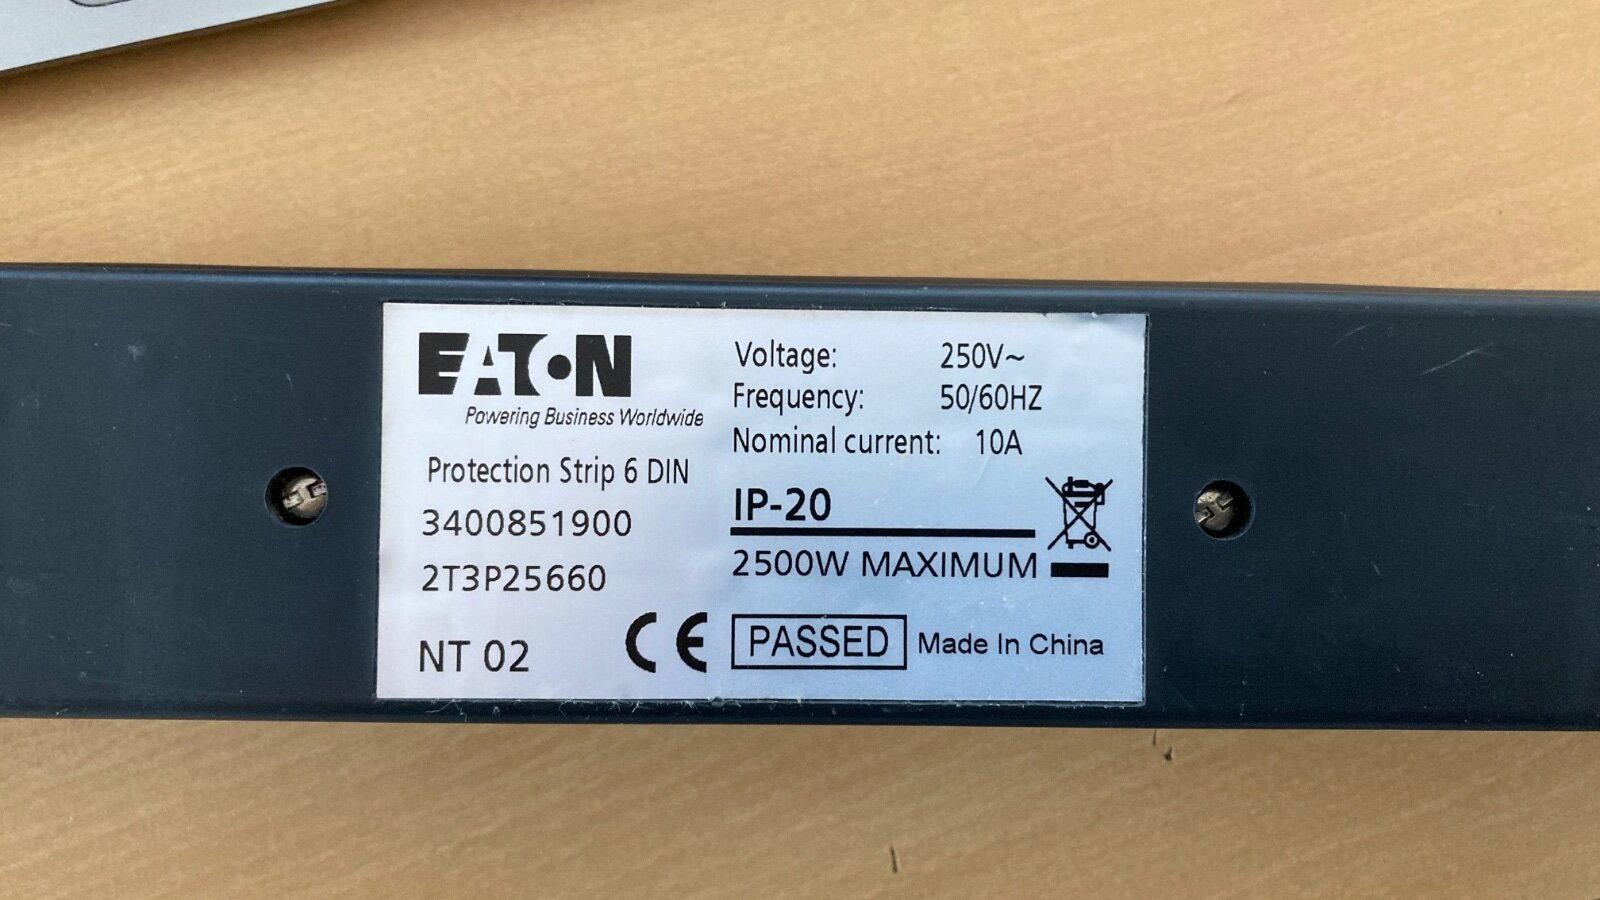 EATON
Powering Business Worldwide
Protection Strip 6 DIN
3400851900
2T3P25660
NT 02
CE
Voltage: 250V~
Frequency: 50/60HZ
Nominal current: 10A
IP-20
2500W MAXIMUM
PASSED Made In China